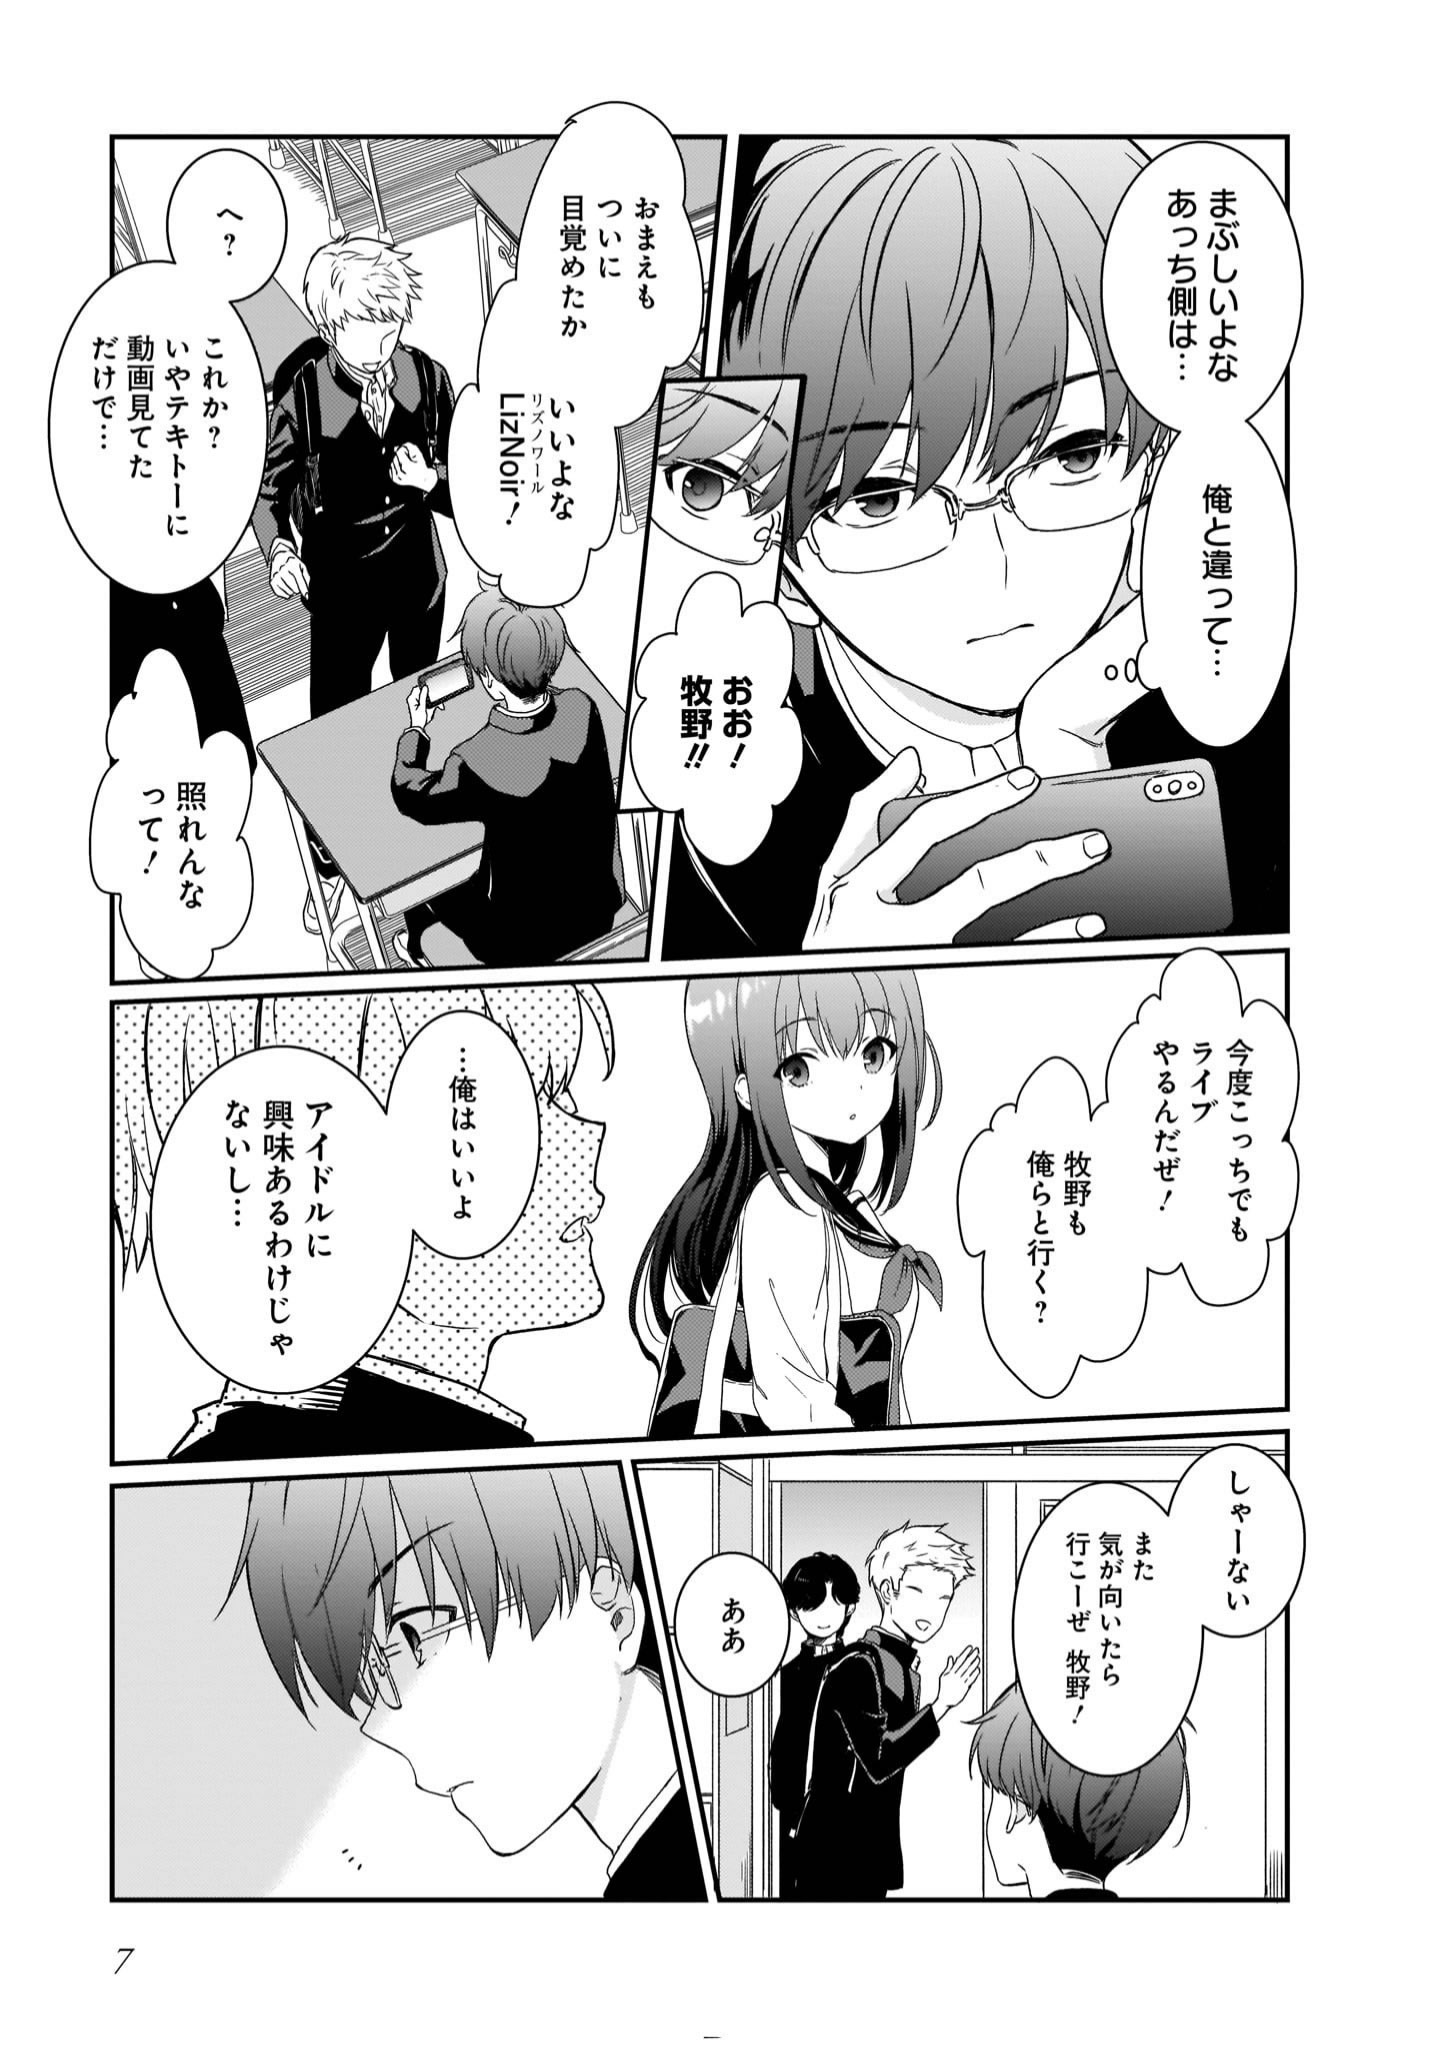 まぶしいよな
あっち側は…
俺と違って…
おお！
牧野!!
おまえも
ついに
目覚めたか
いいよな
リズノワール
LizNoir！
へ？
これか？
いやテキトーに
動画見てた
だけで…
照れんな
って！
今度こっちでも
ライブ
やるんだぜ！
牧野も
俺らと行く？
…俺はいいよ
アイドルに
興味あるわけじゃ
ないし…
しゃーない
また
気が向いたら
行こーぜ 牧野！
ああ
7